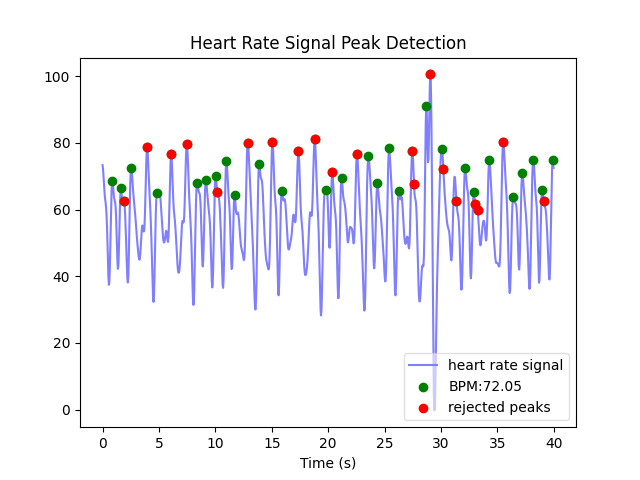 Heart Rate Signal Peak Detection
100
80
60
40
20
0
heart rate signal
BPM:72.05
rejected peaks
0 5 10 15 20 25 30 35 40
Time (s)